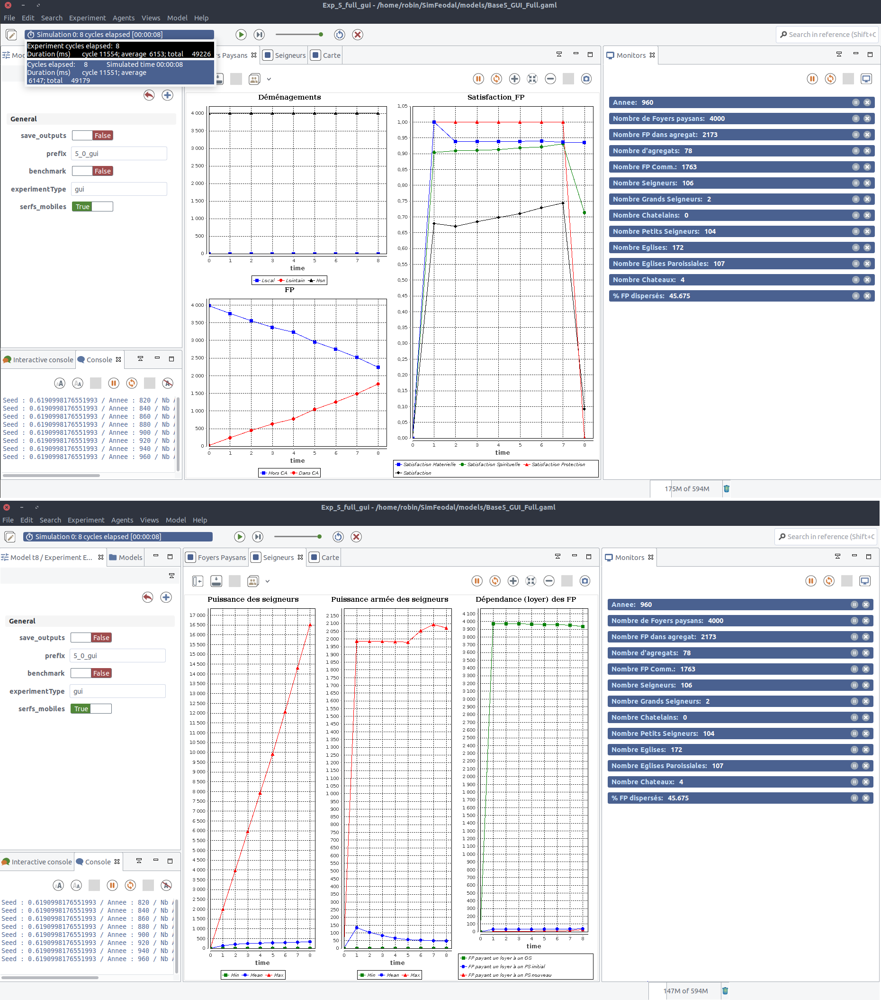 Exp_5_full_gui - /home/robin/SimFeodal/models/Base5_GUI_Full.gaml
File Edit Search Experiment Agents Views Model Help
Simulation 0: 8 cycles elapsed [00:00:08]
Search in reference (Shift+C
Experiment cycles elapsed: 8
Duration (ms) cycle 11554; average 6153; total 49226
Cycles elapsed: 8 Simulated time 00:00:08
Duration (ms) cycle 11551; average
6147; total 49179
Paysans Seigneurs Carte
Monitors
General
save_outputs False
prefix 5_0_gui
benchmark False
experimentType gui
serfs_mobiles True
Interactive console Console
Seed : 0.6190998176551993 / Annee : 820 / Nb
Seed : 0.6190998176551993 / Annee : 840 / Nb
Seed : 0.6190998176551993 / Annee : 860 / Nb
Seed : 0.6190998176551993 / Annee : 880 / Nb
Seed : 0.6190998176551993 / Annee : 900 / Nb
Seed : 0.6190998176551993 / Annee : 920 / Nb
Seed : 0.6190998176551993 / Annee : 940 / Nb
Seed : 0.6190998176551993 / Annee : 960 / Nb
Déménagements
4 000
3 500
3 000
2 500
2 000
1 500
1 000
500
0
0 1 2 3 4 5 6 7 8
time
Local Lointain Non
FP
4 000
3 500
3 000
2 500
2 000
1 500
1 000
500
0
0 1 2 3 4 5 6 7 8
time
Hors CA Dans CA
Satisfaction_FP
1,05
1,00
0,95
0,90
0,85
0,80
0,75
0,70
0,65
0,60
0,55
0,50
0,45
0,40
0,35
0,30
0,25
0,20
0,15
0,10
0,05
0,00
0 1 2 3 4 5 6 7 8
time
Satisfaction Materielle Satisfaction Spirituelle Satisfaction Protection
Satisfaction
Annee: 960
Nombre de Foyers paysans: 4000
Nombre FP dans agregat: 2173
Nombre d'agregats: 78
Nombre FP Comm.: 1763
Nombre Seigneurs: 106
Nombre Grands Seigneurs: 2
Nombre Chatelains: 0
Nombre Petits Seigneurs: 104
Nombre Eglises: 172
Nombre Eglises Paroissiales: 107
Nombre Chateaux: 4
% FP dispersés: 45.675
175M of 594M
Exp_5_full_gui - /home/robin/SimFeodal/models/Base5_GUI_Full.gaml
File Edit Search Experiment Agents Views Model Help
Simulation 0: 8 cycles elapsed [00:00:08]
Search in reference (Shift+C
Model t8 / Experiment E... Models
Foyers Paysans Seigneurs Carte
Monitors
General
save_outputs False
prefix 5_0_gui
benchmark False
experimentType gui
serfs_mobiles True
Interactive console Console
Seed : 0.6190998176551993 / Annee : 820 / Nb
Seed : 0.6190998176551993 / Annee : 840 / Nb
Seed : 0.6190998176551993 / Annee : 860 / Nb
Seed : 0.6190998176551993 / Annee : 880 / Nb
Seed : 0.6190998176551993 / Annee : 900 / Nb
Seed : 0.6190998176551993 / Annee : 920 / Nb
Seed : 0.6190998176551993 / Annee : 940 / Nb
Seed : 0.6190998176551993 / Annee : 960 / Nb
Puissance des seigneurs
17 000
16 500
16 000
15 500
15 000
14 500
14 000
13 500
13 000
12 500
12 000
11 500
11 000
10 500
10 000
9 500
9 000
8 500
8 000
7 500
7 000
6 500
6 000
5 500
5 000
4 500
4 000
3 500
3 000
2 500
2 000
1 500
1 000
500
0
0 1 2 3 4 5 6 7 8
time
Min Mean Max
Puissance armée des seigneurs
2 150
2 100
2 050
2 000
1 950
1 900
1 850
1 800
1 750
1 700
1 650
1 600
1 550
1 500
1 450
1 400
1 350
1 300
1 250
1 200
1 150
1 100
1 050
1 000
950
900
850
800
750
700
650
600
550
500
450
400
350
300
250
200
150
100
50
0
0 1 2 3 4 5 6 7 8
time
Min Mean Max
Dépendance (loyer) des FP
4 100
4 000
3 900
3 800
3 700
3 600
3 500
3 400
3 300
3 200
3 100
3 000
2 900
2 800
2 700
2 600
2 500
2 400
2 300
2 200
2 100
2 000
1 900
1 800
1 700
1 600
1 500
1 400
1 300
1 200
1 100
1 000
900
800
700
600
500
400
300
200
100
0
0 1 2 3 4 5 6 7 8
time
FP payant un loyer à un GS
FP payant un loyer à un PS initial
FP payant un loyer à un PS nouveau
Annee: 960
Nombre de Foyers paysans: 4000
Nombre FP dans agregat: 2173
Nombre d'agregats: 78
Nombre FP Comm.: 1763
Nombre Seigneurs: 106
Nombre Grands Seigneurs: 2
Nombre Chatelains: 0
Nombre Petits Seigneurs: 104
Nombre Eglises: 172
Nombre Eglises Paroissiales: 107
Nombre Chateaux: 4
% FP dispersés: 45.675
147M of 594M